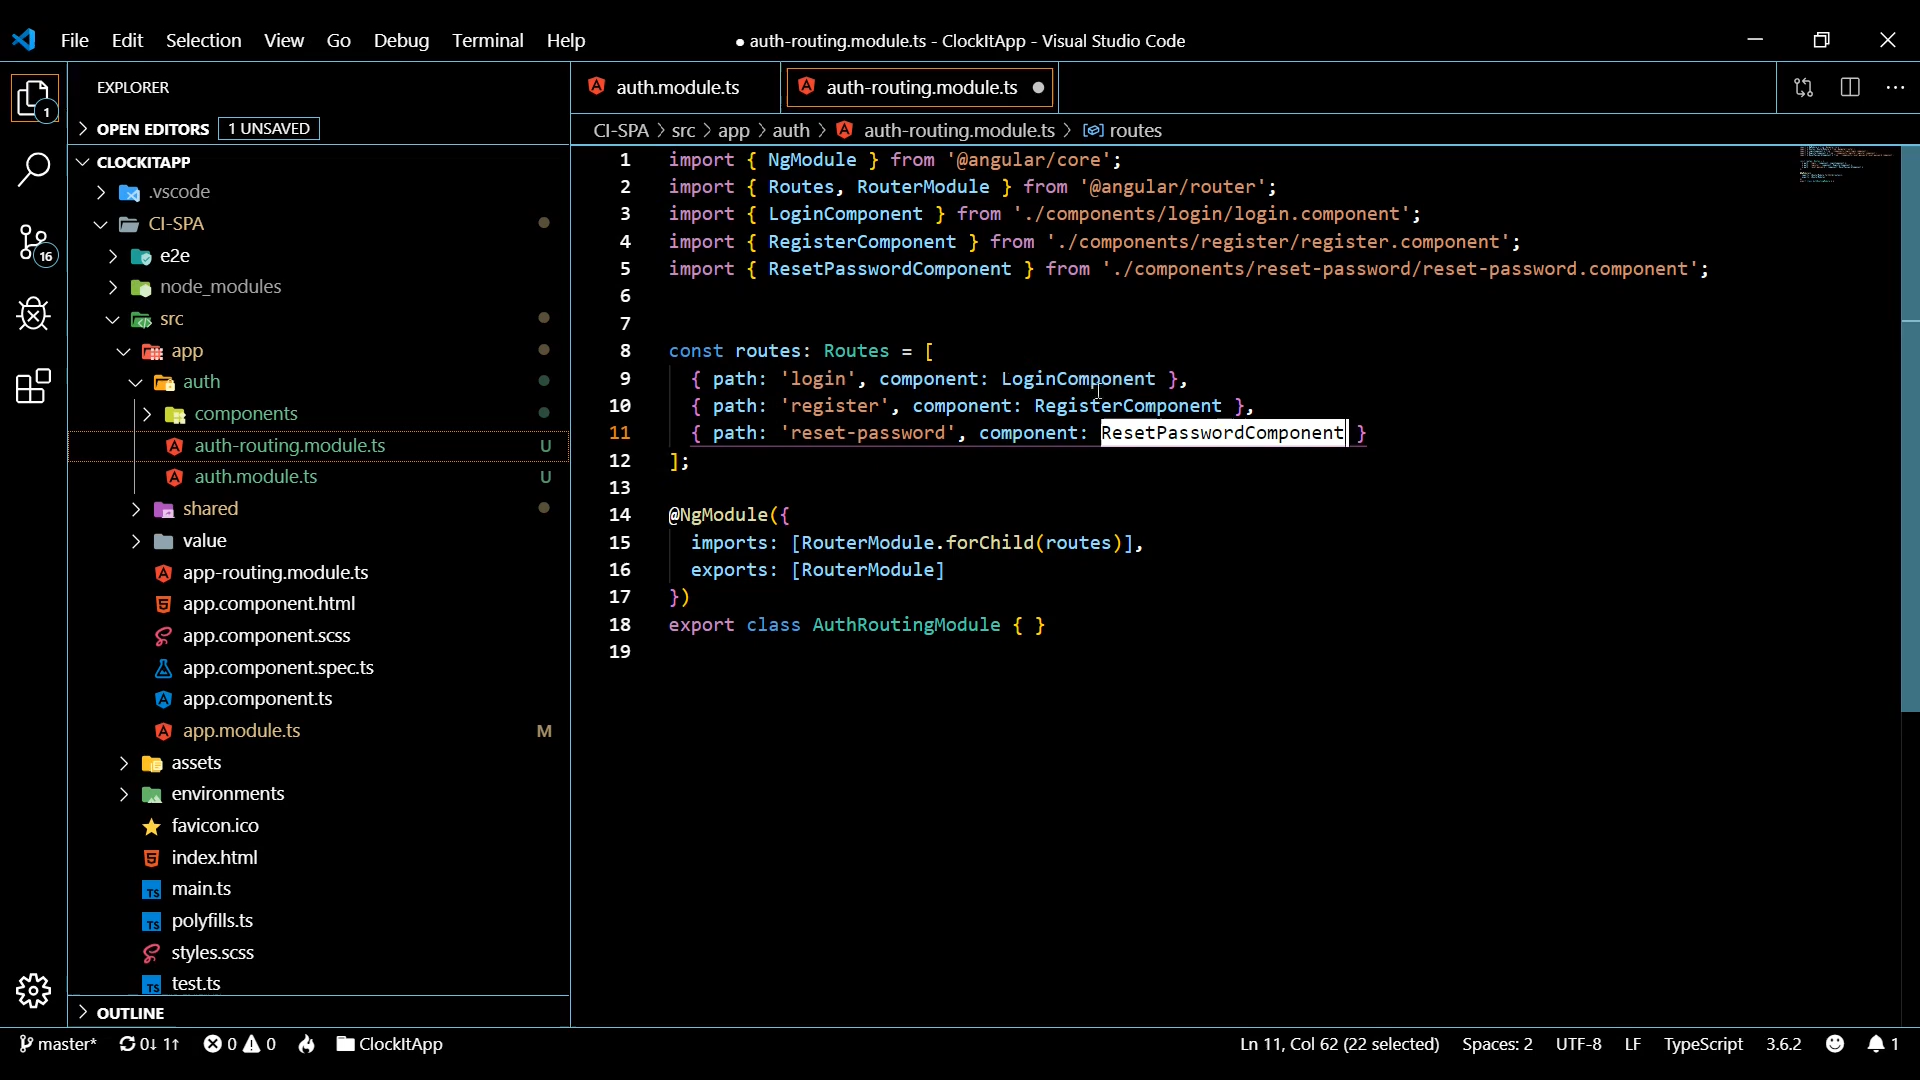 File Edit Selection View Go Debug Terminal Help
● auth-routing.module.ts - ClockItApp - Visual Studio Code
1
16
EXPLORER
OPEN EDITORS 1 UNSAVED
CLOCKITAPP
.vscode
CI-SPA
e2e
node_modules
src
app
auth
components
auth-routing.module.ts U
auth.module.ts U
shared
value
app-routing.module.ts
app.component.html
app.component.scss
app.component.spec.ts
app.component.ts
app.module.ts M
assets
environments
favicon.ico
index.html
main.ts
polyfills.ts
styles.scss
test.ts
OUTLINE
auth.module.ts auth-routing.module.ts
CI-SPA > src > app > auth > auth-routing.module.ts > routes
1 import { NgModule } from '@angular/core';
2 import { Routes, RouterModule } from '@angular/router';
3 import { LoginComponent } from './components/login/login.component';
4 import { RegisterComponent } from './components/register/register.component';
5 import { ResetPasswordComponent } from './components/reset-password/reset-password.component';
6
7
8 const routes: Routes = [
9 { path: 'login', component: LoginComponent },
10 { path: 'register', component: RegisterComponent },
11 { path: 'reset-password', component: ResetPasswordComponent }
12 ];
13
14 @NgModule({
15 imports: [RouterModule.forChild(routes)],
16 exports: [RouterModule]
17 })
18 export class AuthRoutingModule { }
19
master* 0↓ 1↑ 0 0 ClockItApp
Ln 11, Col 62 (22 selected) Spaces: 2 UTF-8 LF TypeScript 3.6.2 1